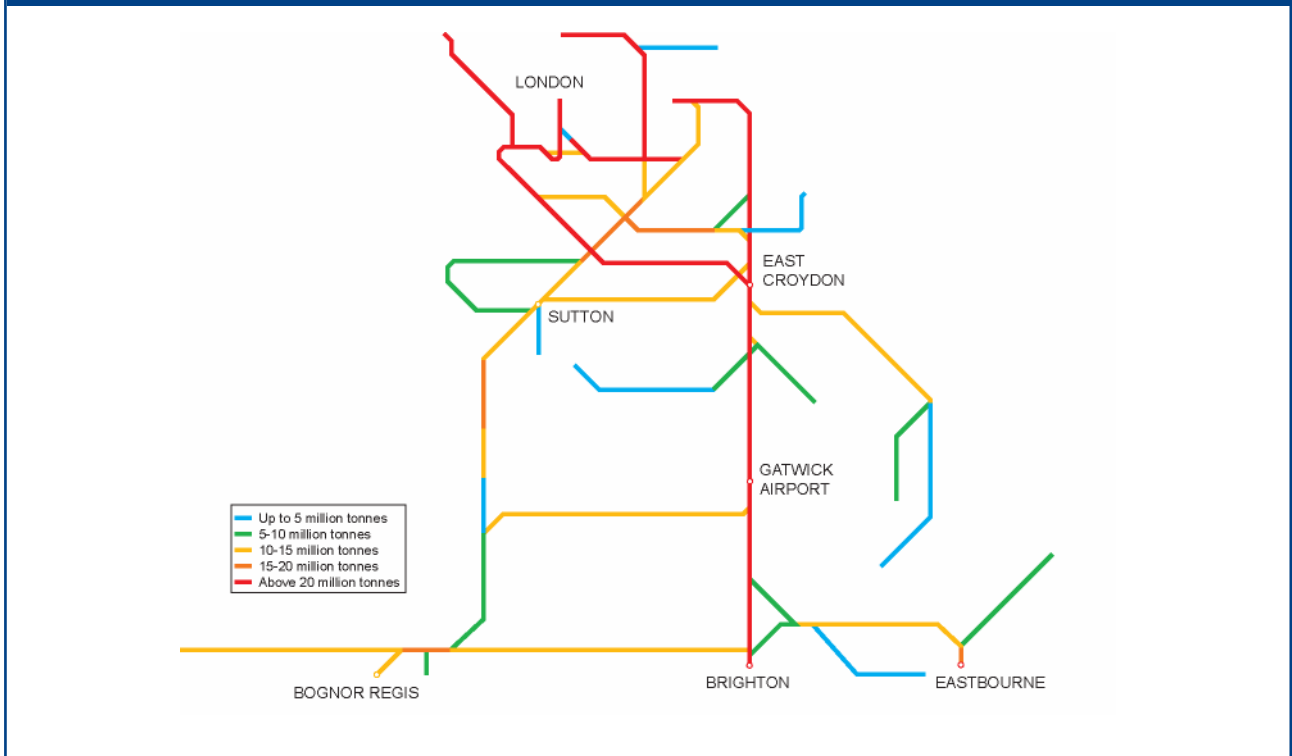 LONDON
EAST
CROYDON
SUTTON
GATWICK
AIRPORT
Up to 5 million tonnes
5-10 million tonnes
10-15 million tonnes
15-20 million tonnes
Above 20 million tonnes
BOGNOR REGIS
BRIGHTON
EASTBOURNE